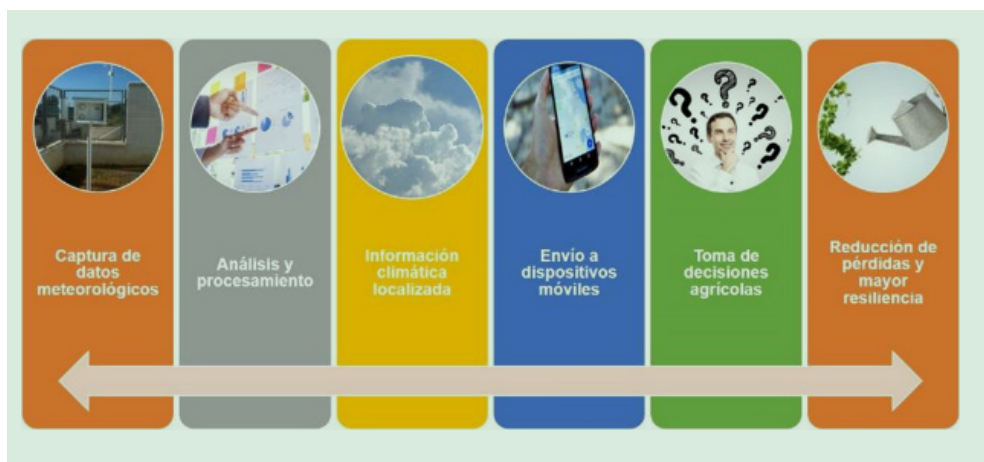 Captura de
datos
meteorológicos
Análisis y
procesamiento
Información
climática
localizada
Envío a
dispositivos
móviles
Toma de
decisiones
agrícolas
Reducción de
pérdidas y
mayor
resiliencia